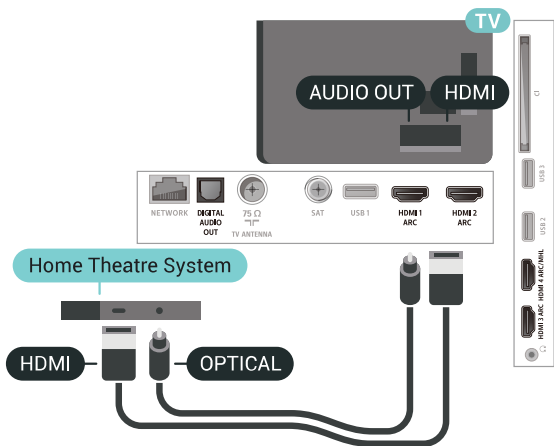 TV
AUDIO OUT
HDMI
CI
USB 3
USB 2
HDMI 4 ARC/MHL
HDMI 3 ARC
NETWORK
DIGITAL
AUDIO
OUT
75 Ω
TV ANTENNA
SAT
USB 1
HDMI 1
ARC
HDMI 2
ARC
Home Theatre System
HDMI
OPTICAL